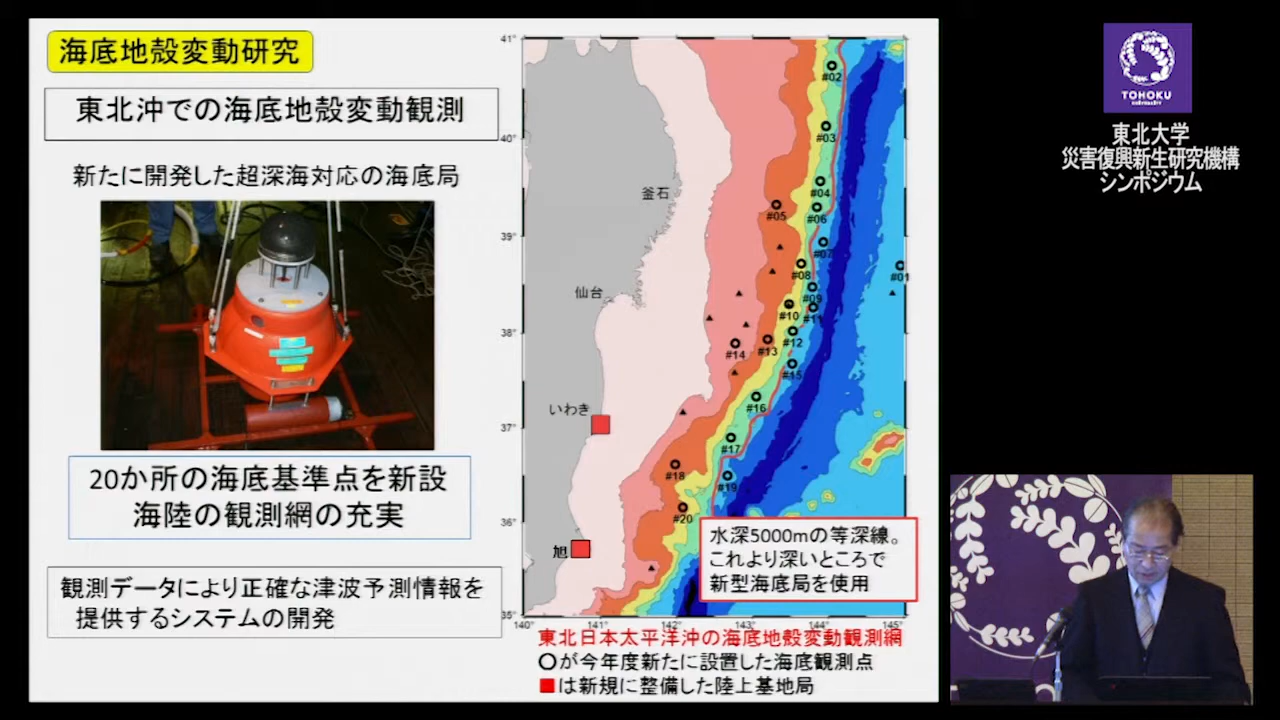 海底地殻変動研究
東北沖での海底地殻変動観測
新たに開発した超深海対応の海底局
20か所の海底基準点を新設
海陸の観測網の充実
観測データにより正確な津波予測情報を
提供するシステムの開発
41°
40°
39°
38°
37°
36°
35°
140°
141°
142°
143°
144°
145°
釜石
仙台
いわき
旭
#02
#03
#04
#05
#06
#07
#01
#08
#09
#10
#11
#12
#13
#14
#15
#16
#17
#18
#19
#20
水深5000mの等深線。
これより深いところで
新型海底局を使用
東北日本太平洋沖の海底地殻変動観測網
○が今年度新たに設置した海底観測点
■は新規に整備した陸上基地局
TOHOKU
UNIVERSITY
東北大学
災害復興新生研究機構
シンポジウム